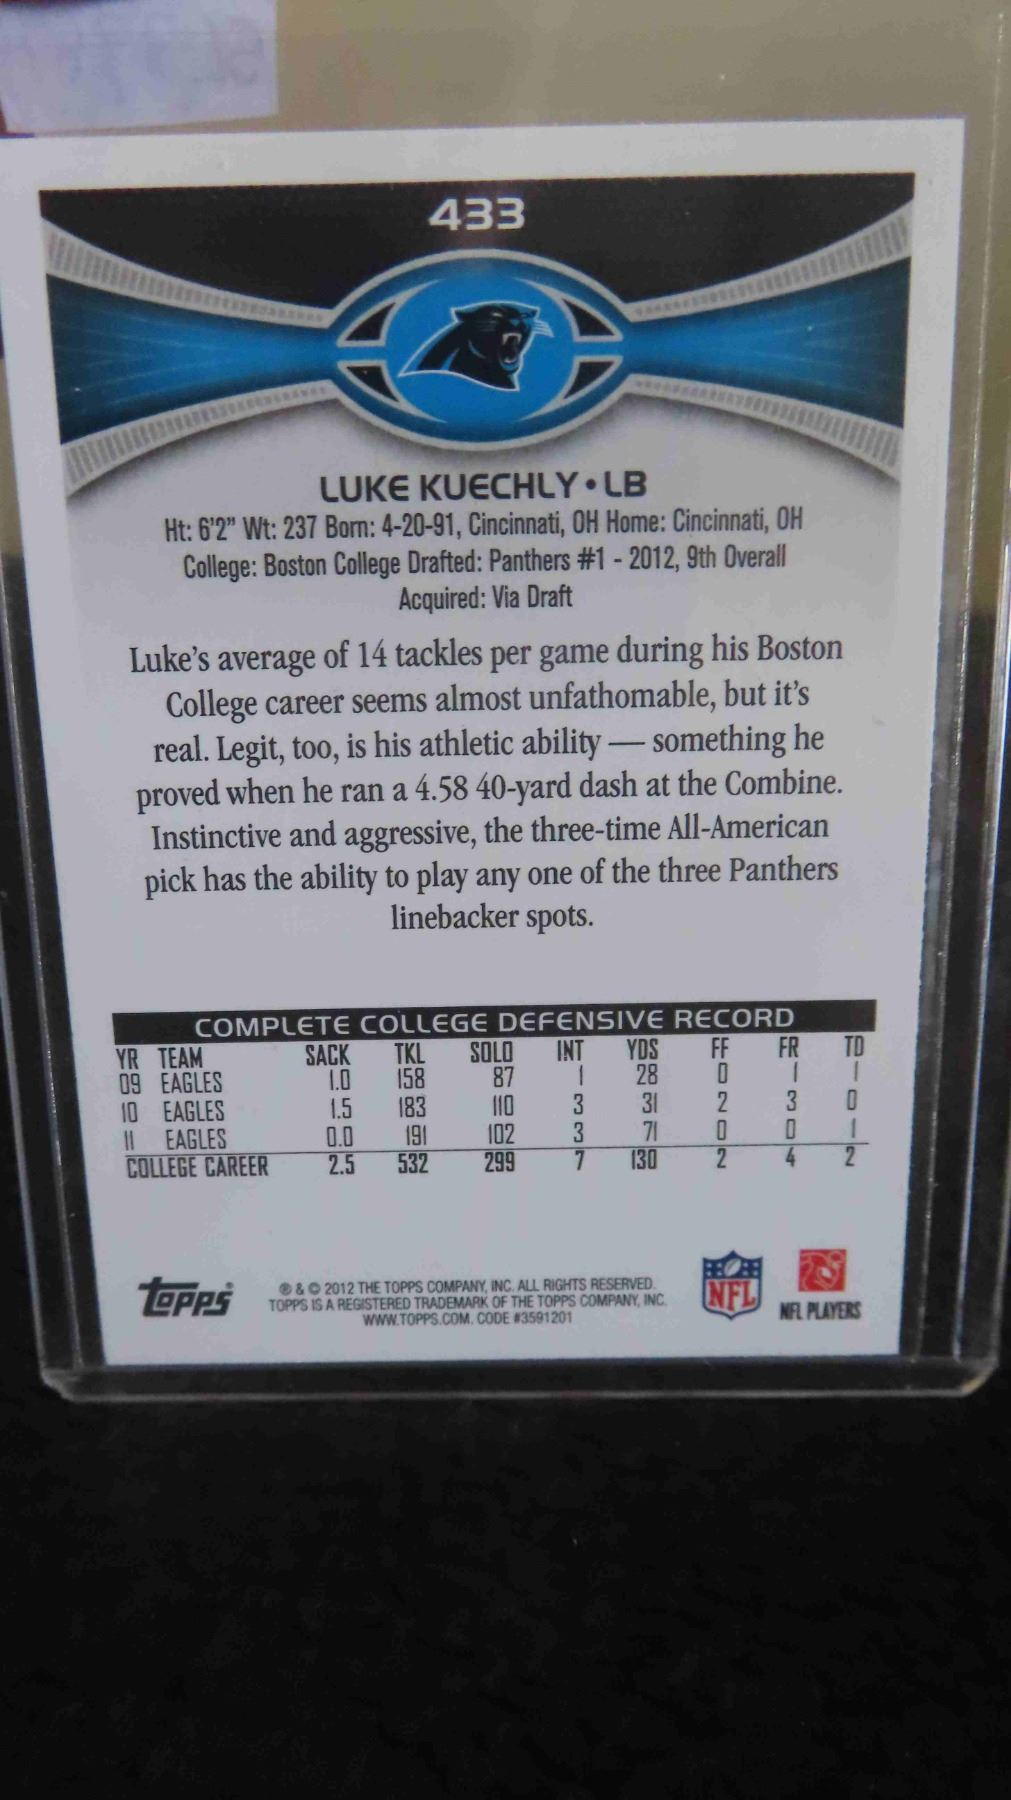 433
LUKE KUECHLY • LB
Ht: 6'2" Wt: 237 Born: 4-20-91, Cincinnati, OH Home: Cincinnati, OH
College: Boston College Drafted: Panthers #1 - 2012, 9th Overall
Acquired: Via Draft
Luke's average of 14 tackles per game during his Boston
College career seems almost unfathomable, but it's
real. Legit, too, is his athletic ability — something he
proved when he ran a 4.58 40-yard dash at the Combine.
Instinctive and aggressive, the three-time All-American
pick has the ability to play any one of the three Panthers
linebacker spots.
COMPLETE COLLEGE DEFENSIVE RECORD
YR TEAM SACK TKL SOLO INT YDS FF FR TD
09 EAGLES 1.0 158 87 1 28 0 1 1
10 EAGLES 1.5 183 110 3 31 2 3 0
11 EAGLES 0.0 191 102 3 71 0 0 1
COLLEGE CAREER 2.5 532 299 7 130 2 4 2
topps®
® & © 2012 THE TOPPS COMPANY, INC. ALL RIGHTS RESERVED.
TOPPS IS A REGISTERED TRADEMARK OF THE TOPPS COMPANY, INC.
WWW.TOPPS.COM. CODE #3591201
NFL
NFL PLAYERS